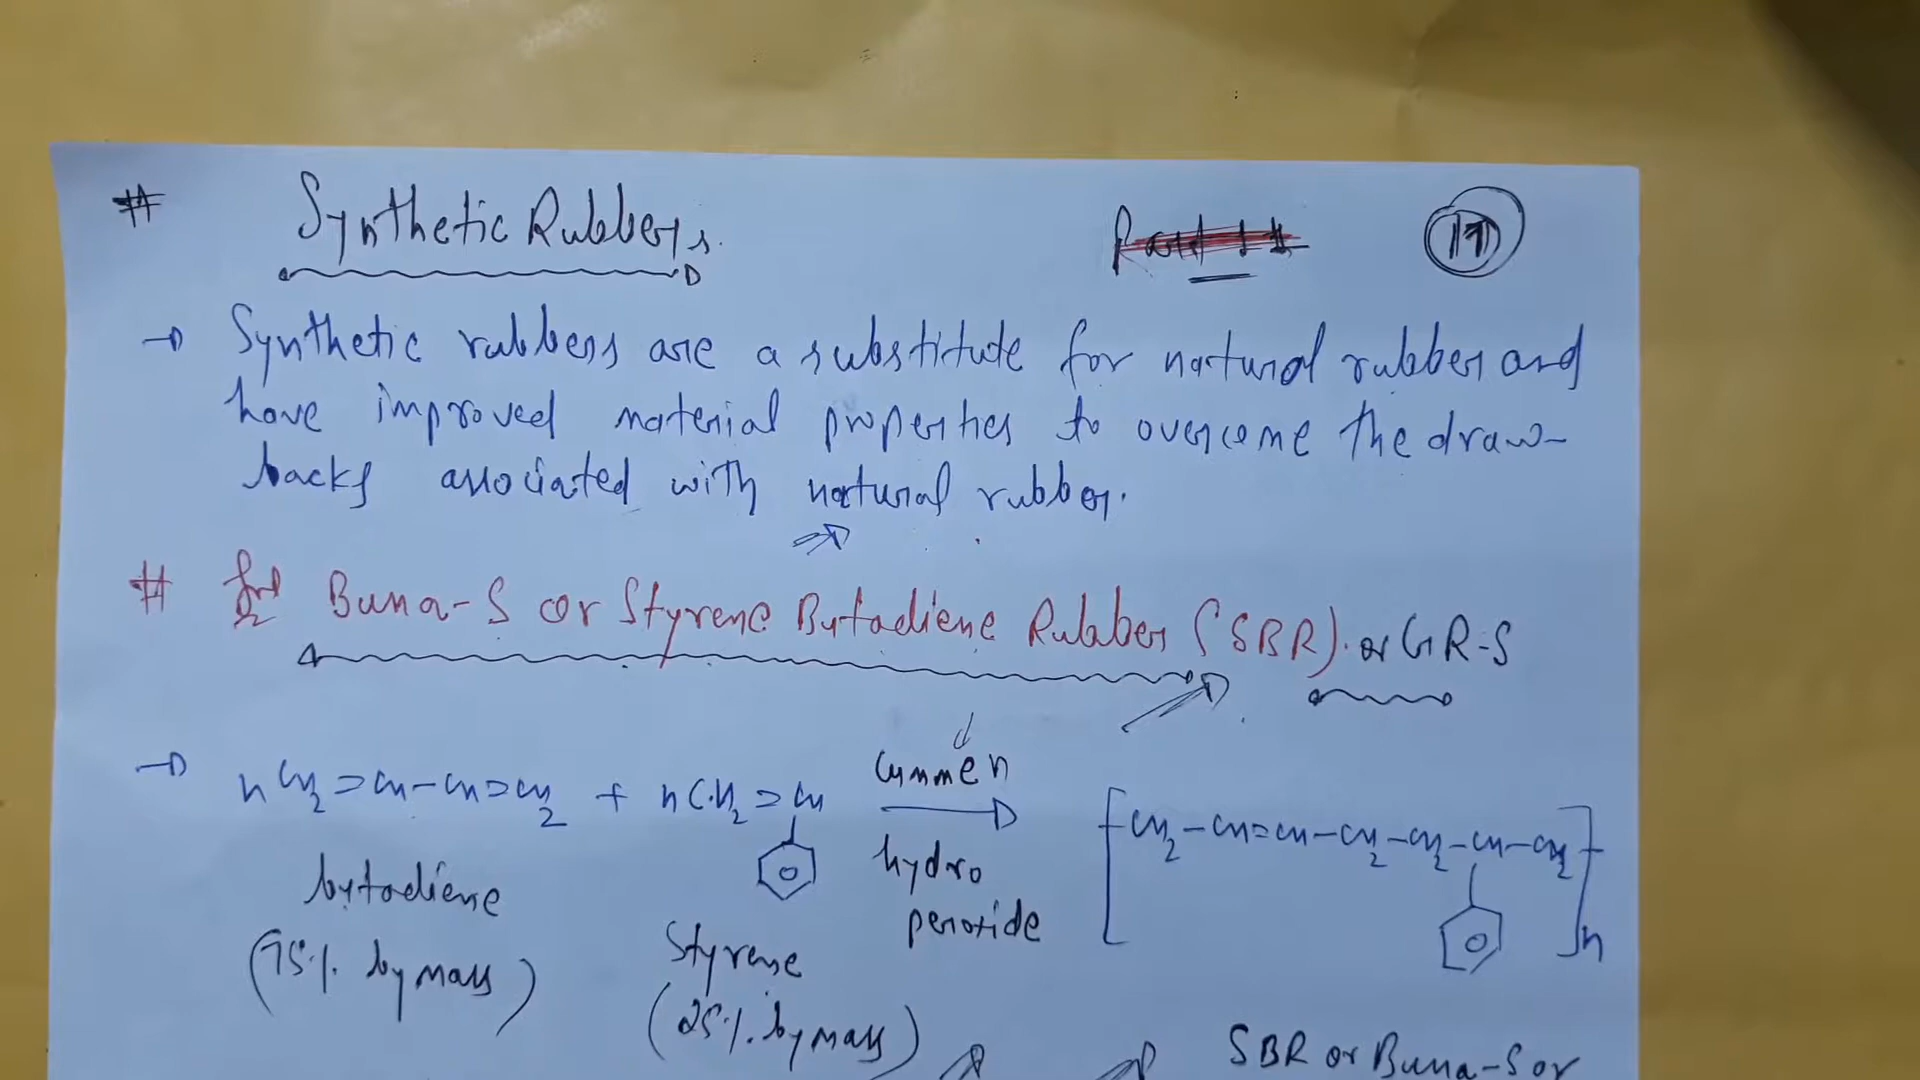 # Synthetic Rubbers.
17
→ Synthetic rubbers are a substitute for natural rubber and
have improved material properties to overcome the draw-
backs associated with natural rubber.
# Buna-S or Styrene Butadiene Rubber (SBR). or GR-S
→ nCH2=CH-CH=CH2 + nCH2=CH
Cummen
hydro
peroxide
[CH2-CH=CH-CH2-CH2-CH-CH2]n
butadiene
(75% by mass)
Styrene
(25% by mass)
SBR or Buna-S or